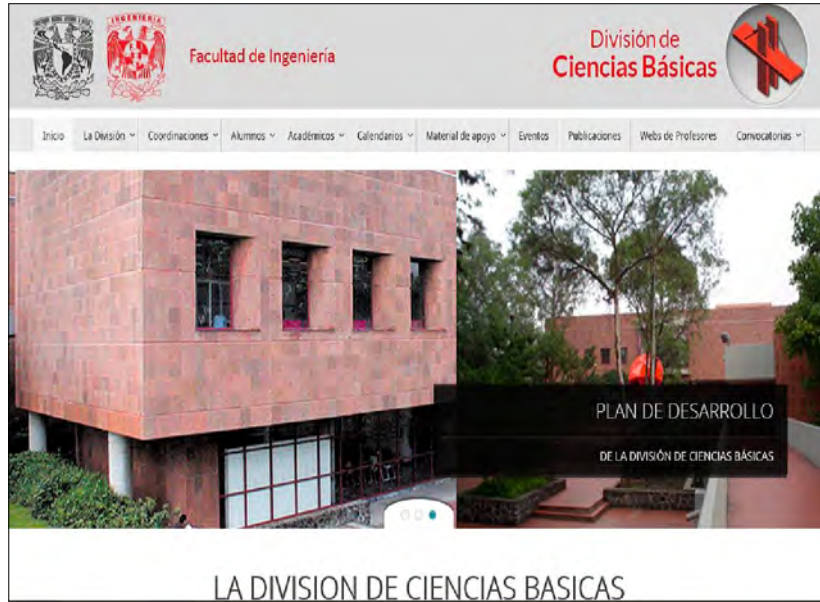 INGENIERIA
Facultad de Ingeniería
División de
Ciencias Básicas
Inicio La División Coordinaciones Alumnos Académicos Calendarios Material de apoyo Eventos Publicaciones Webs de Profesores Convocatorias
PLAN DE DESARROLLO
DE LA DIVISIÓN DE CIENCIAS BÁSICAS
LA DIVISION DE CIENCIAS BASICAS